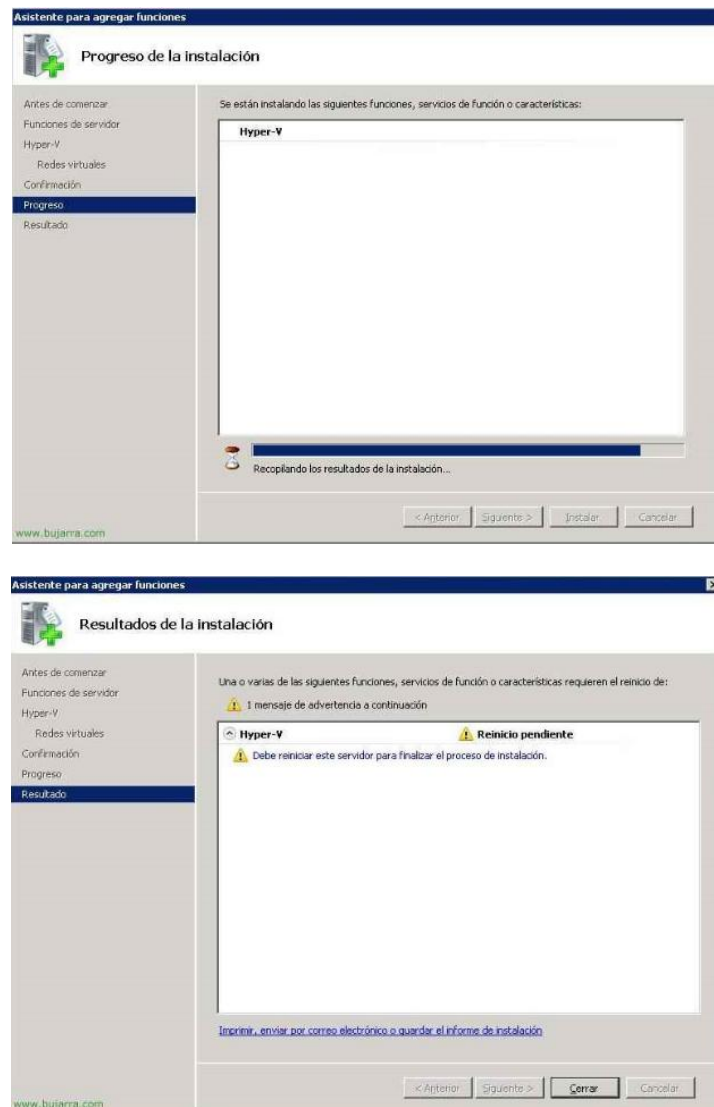 Asistente para agregar funciones
Progreso de la instalación
Antes de comenzar
Funciones de servidor
Hyper-V
Redes virtuales
Confirmación
Progreso
Resultado
Se están instalando las siguientes funciones, servicios de función o características:
Hyper-V
Recopilando los resultados de la instalación...
< Anterior
Siguiente >
Instalar
Cancelar
www.bujarra.com
Asistente para agregar funciones
Resultados de la instalación
Antes de comenzar
Funciones de servidor
Hyper-V
Redes virtuales
Confirmación
Progreso
Resultado
Una o varias de las siguientes funciones, servicios de función o características requieren el reinicio de:
1 mensaje de advertencia a continuación
Hyper-V
Reinicio pendiente
Debe reiniciar este servidor para finalizar el proceso de instalación.
Imprimir, enviar por correo electrónico o guardar el informe de instalación
< Anterior
Siguiente >
Cerrar
Cancelar
www.bujarra.com